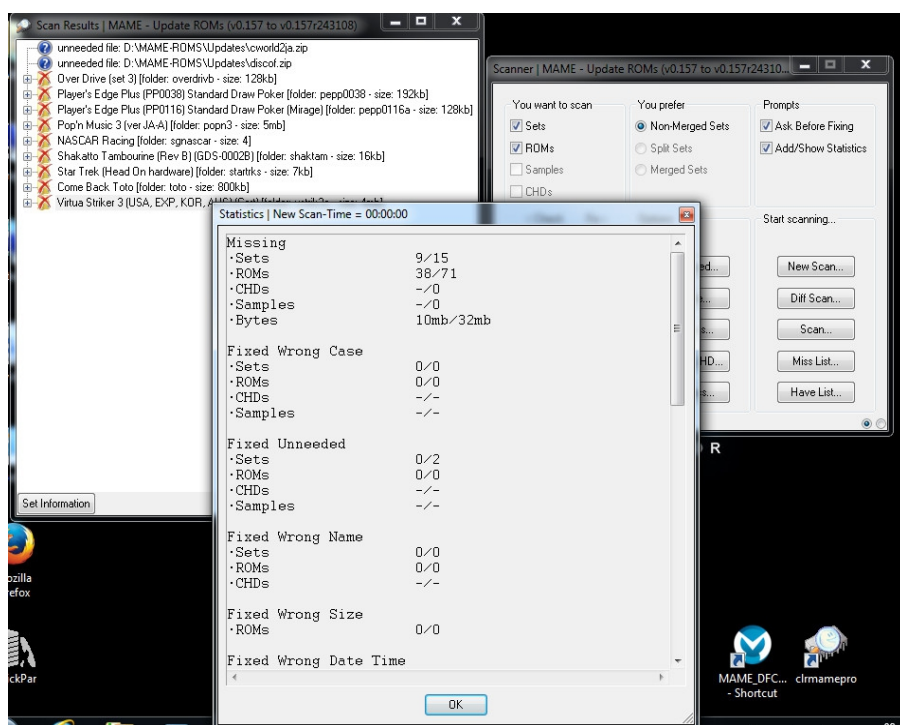 Scan Results | MAME - Update ROMs (v0.157 to v0.157r243108)
unneeded file: D:\MAME-ROMS\Updates\cworld2ja.zip
unneeded file: D:\MAME-ROMS\Updates\discof.zip
Over Drive (set 3) [folder: overdrivb - size: 128kb]
Player's Edge Plus (PP0038) Standard Draw Poker [folder: pepp0038 - size: 192kb]
Player's Edge Plus (PP0116) Standard Draw Poker (Mirage) [folder: pepp0116a - size: 128kb]
Pop'n Music 3 (ver JA-A) [folder: popn3 - size: 5mb]
NASCAR Racing [folder: sgnascar - size: 4]
Shakatto Tambourine (Rev B) (GDS-0002B) [folder: shaktam - size: 16kb]
Star Trek (Head On hardware) [folder: startrks - size: 7kb]
Come Back Toto [folder: toto - size: 800kb]
Virtua Striker 3 (USA, EXP, KOR,
Set Information
Scanner | MAME - Update ROMs (v0.157 to v0.157r24310...
You want to scan
You prefer
Prompts
Sets
Non-Merged Sets
Ask Before Fixing
ROMs
Split Sets
Add/Show Statistics
Samples
Merged Sets
CHDs
Start scanning...
ed...
New Scan...
Diff Scan...
s...
Scan...
HD...
Miss List...
s...
Have List...
Statistics | New Scan-Time = 00:00:00
Missing
·Sets 9/15
·ROMs 38/71
·CHDs -/0
·Samples -/0
·Bytes 10mb/32mb
Fixed Wrong Case
·Sets 0/0
·ROMs 0/0
·CHDs -/-
·Samples -/-
Fixed Unneeded
·Sets 0/2
·ROMs 0/0
·CHDs -/-
·Samples -/-
Fixed Wrong Name
·Sets 0/0
·ROMs 0/0
·CHDs -/-
Fixed Wrong Size
·ROMs 0/0
Fixed Wrong Date Time
OK
R
ozilla
refox
ckPar
MAME_DFC...
- Shortcut
clrmamepro